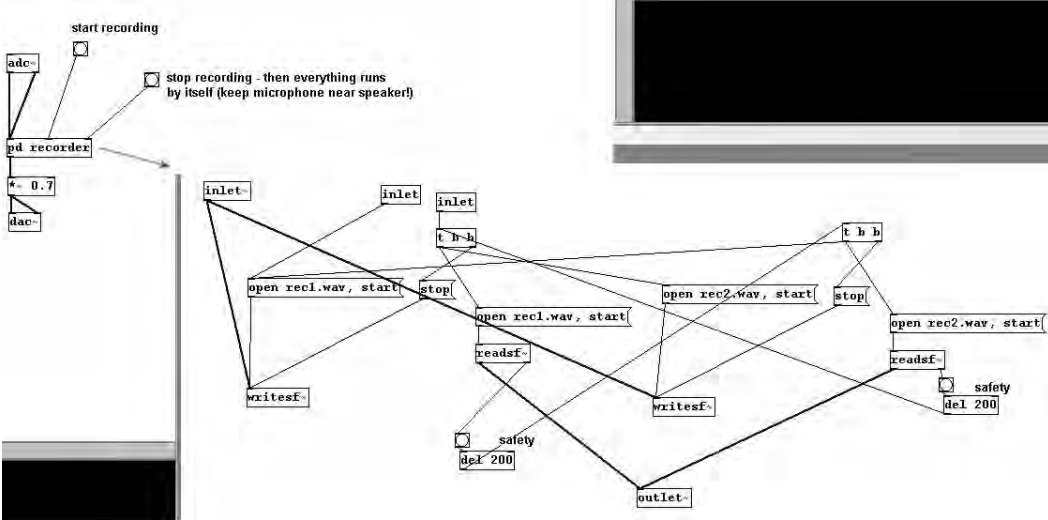 start recording
adc~
stop recording - then everything runs
by itself (keep microphone near speaker!)
pd recorder
*~ 0.7
dac~
inlet~
inlet
inlet
t b b
t b b
open rec1.wav, start
stop
open rec2.wav, start
stop
open rec1.wav, start
open rec2.wav, start
readsf~
readsf~
safety
writesf~
writesf~
del 200
safety
del 200
outlet~